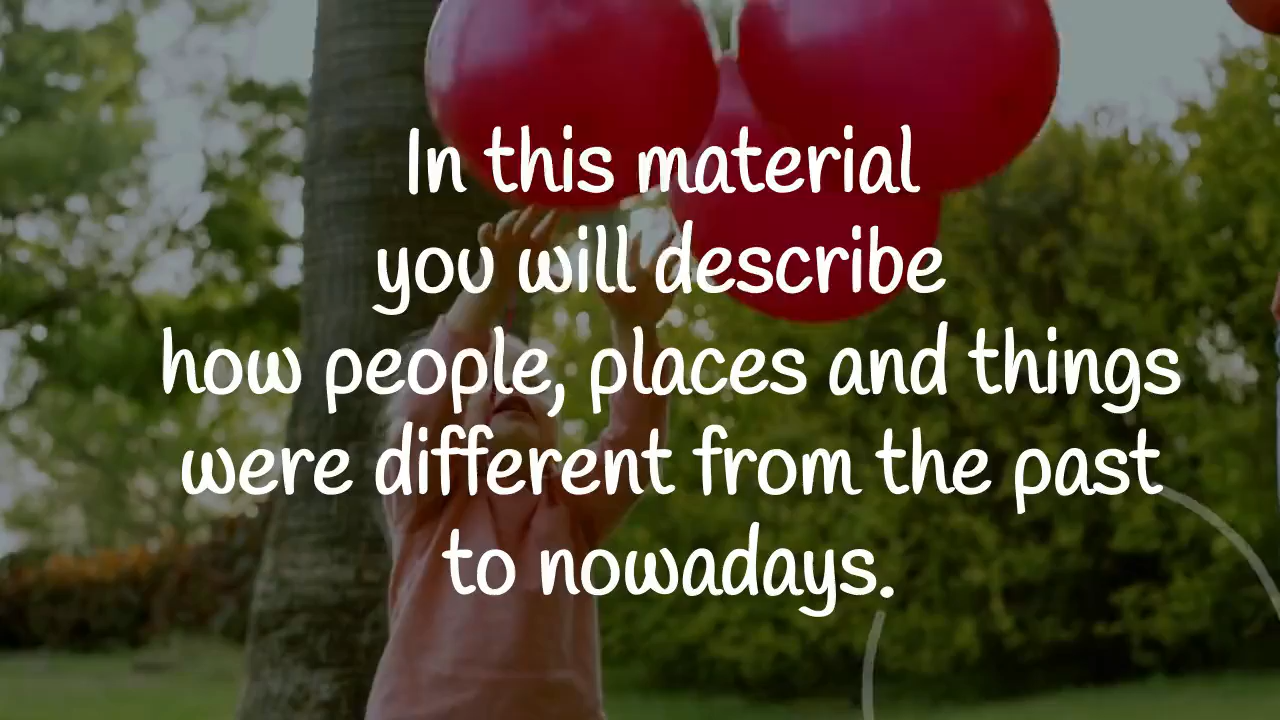 In this material
you will describe
how people, places and things
were different from the past
to nowadays.